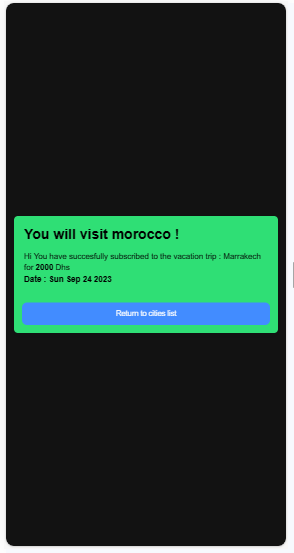 You will visit morocco !
Hi You have succesfully subscribed to the vacation trip : Marrakech
for 2000 Dhs
Date : Sun Sep 24 2023
Return to cities list